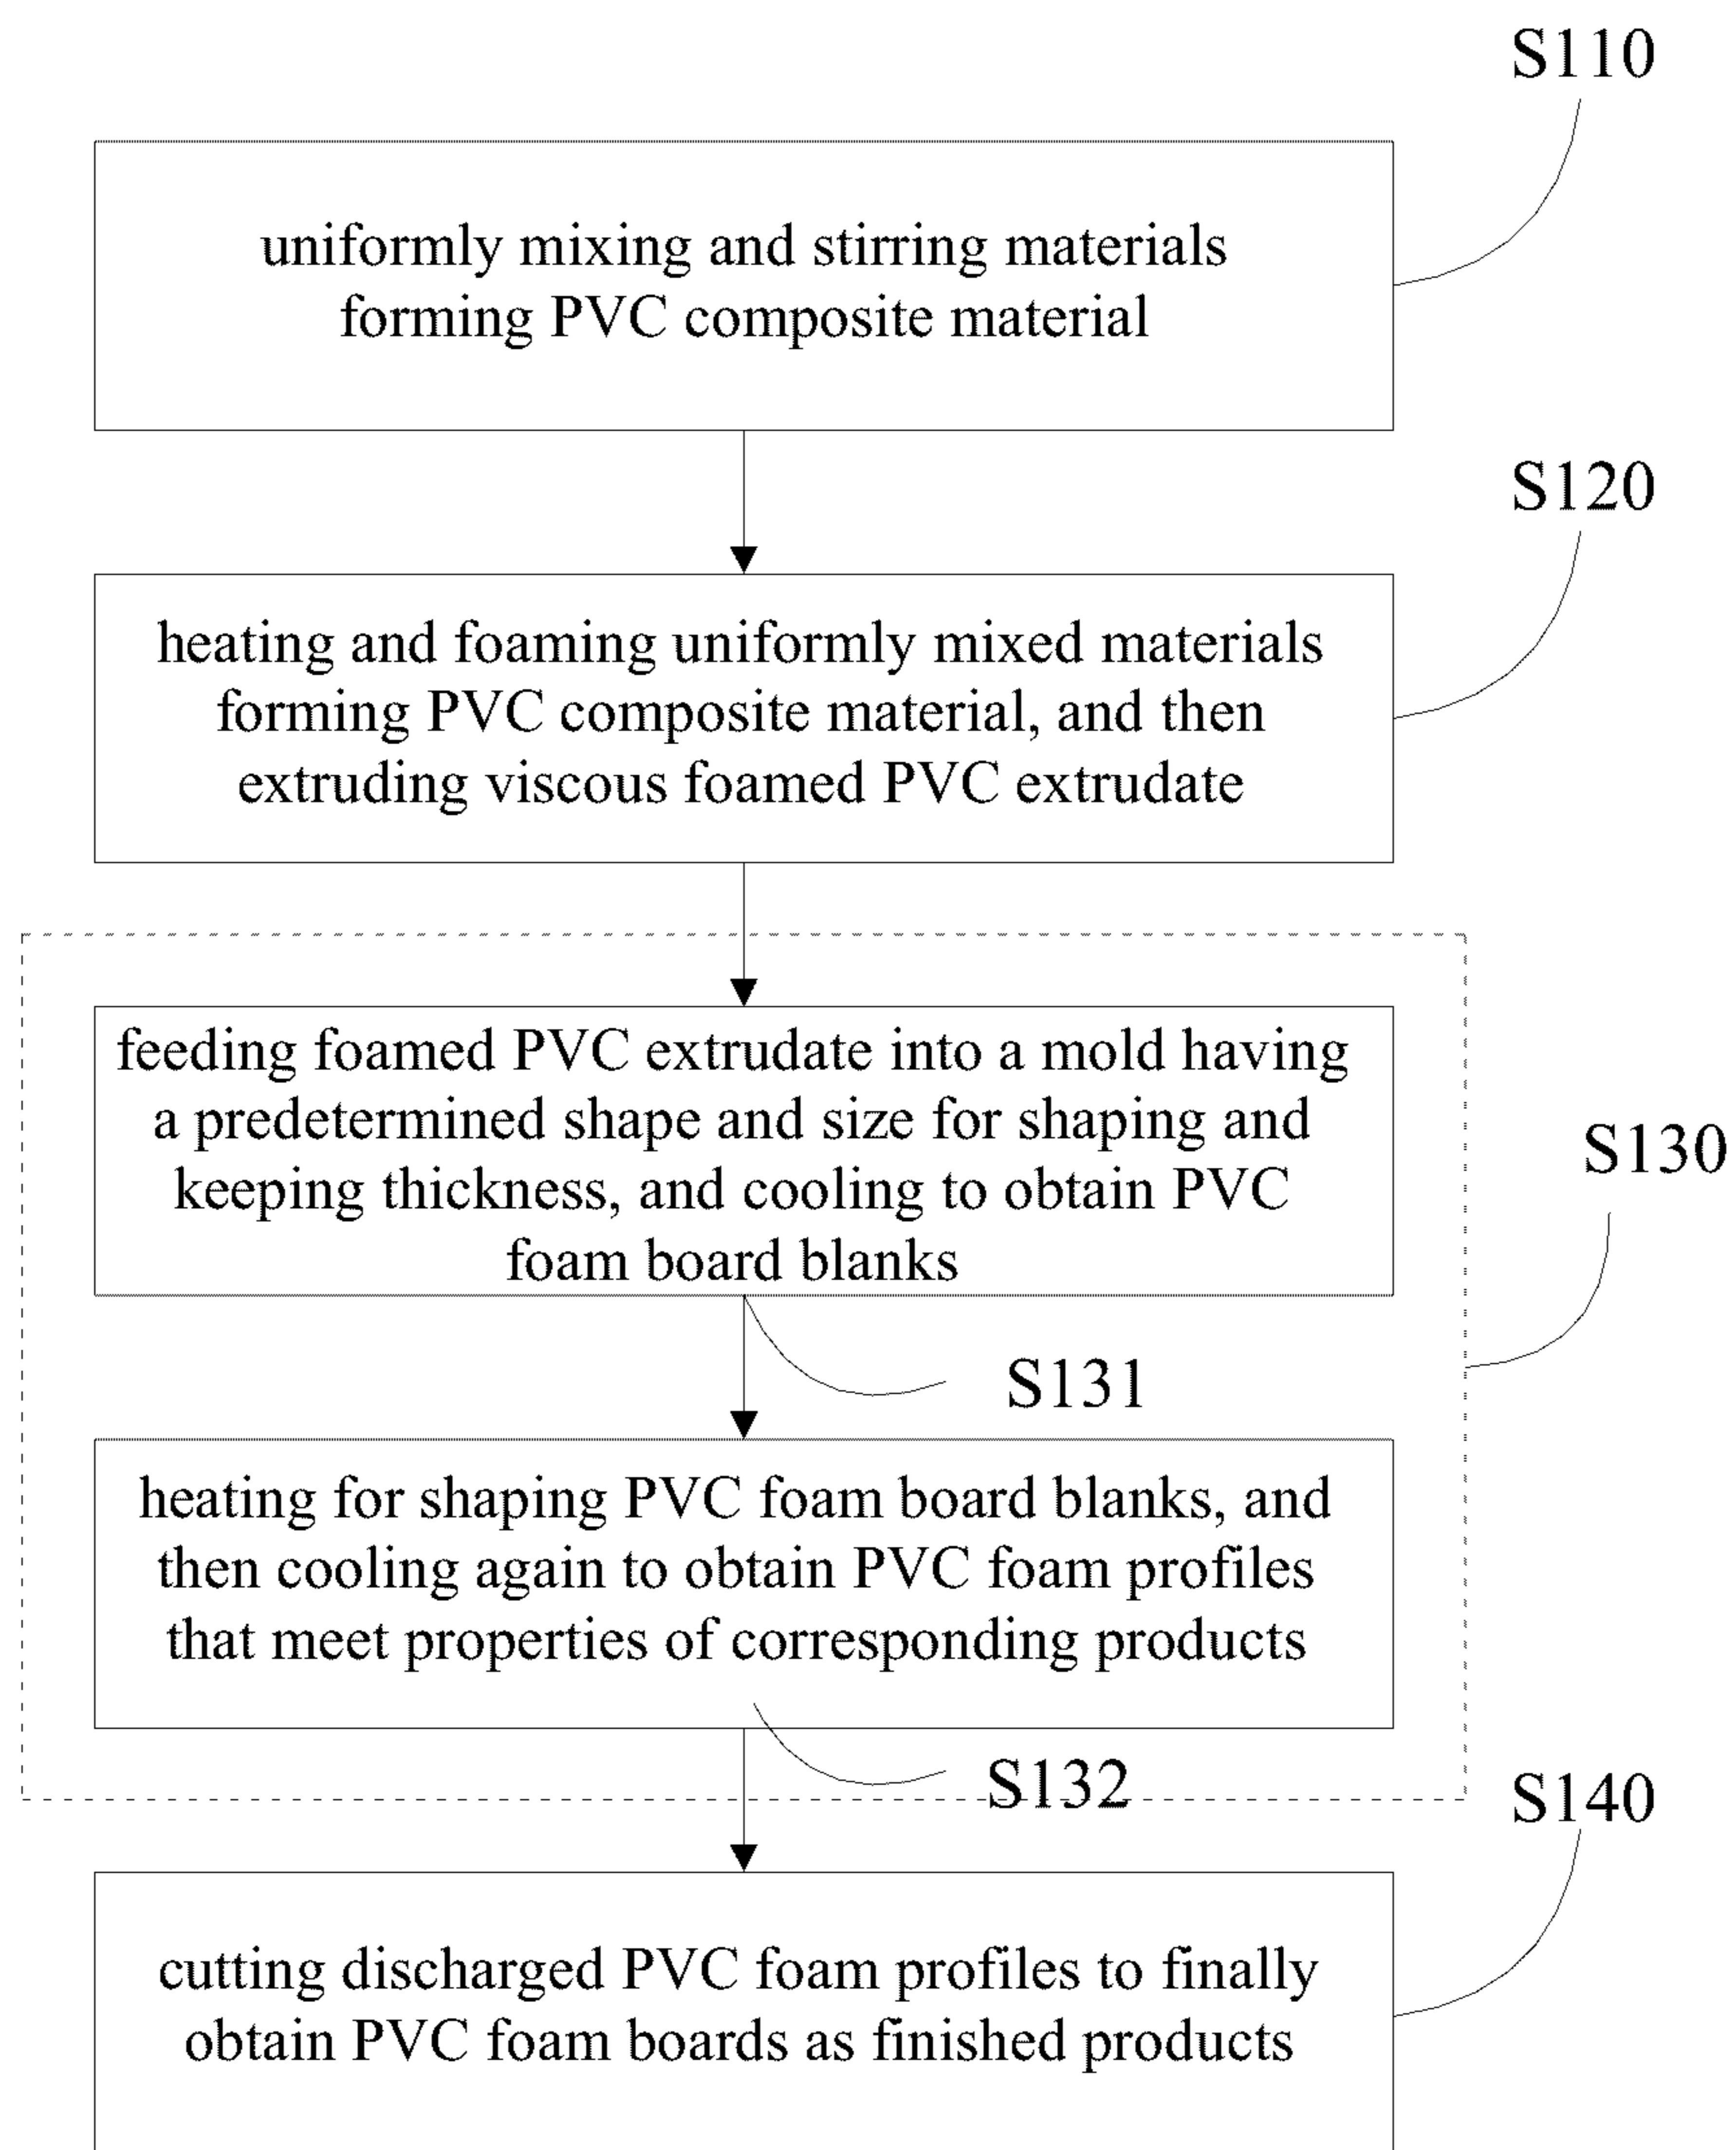 S110
uniformly mixing and stirring materials
forming PVC composite material
S120
heating and foaming uniformly mixed materials
forming PVC composite material, and then
extruding viscous foamed PVC extrudate
feeding foamed PVC extrudate into a mold having
a predetermined shape and size for shaping and
keeping thickness, and cooling to obtain PVC
foam board blanks
S130
S131
heating for shaping PVC foam board blanks, and
then cooling again to obtain PVC foam profiles
that meet properties of corresponding products
S132
S140
cutting discharged PVC foam profiles to finally
obtain PVC foam boards as finished products